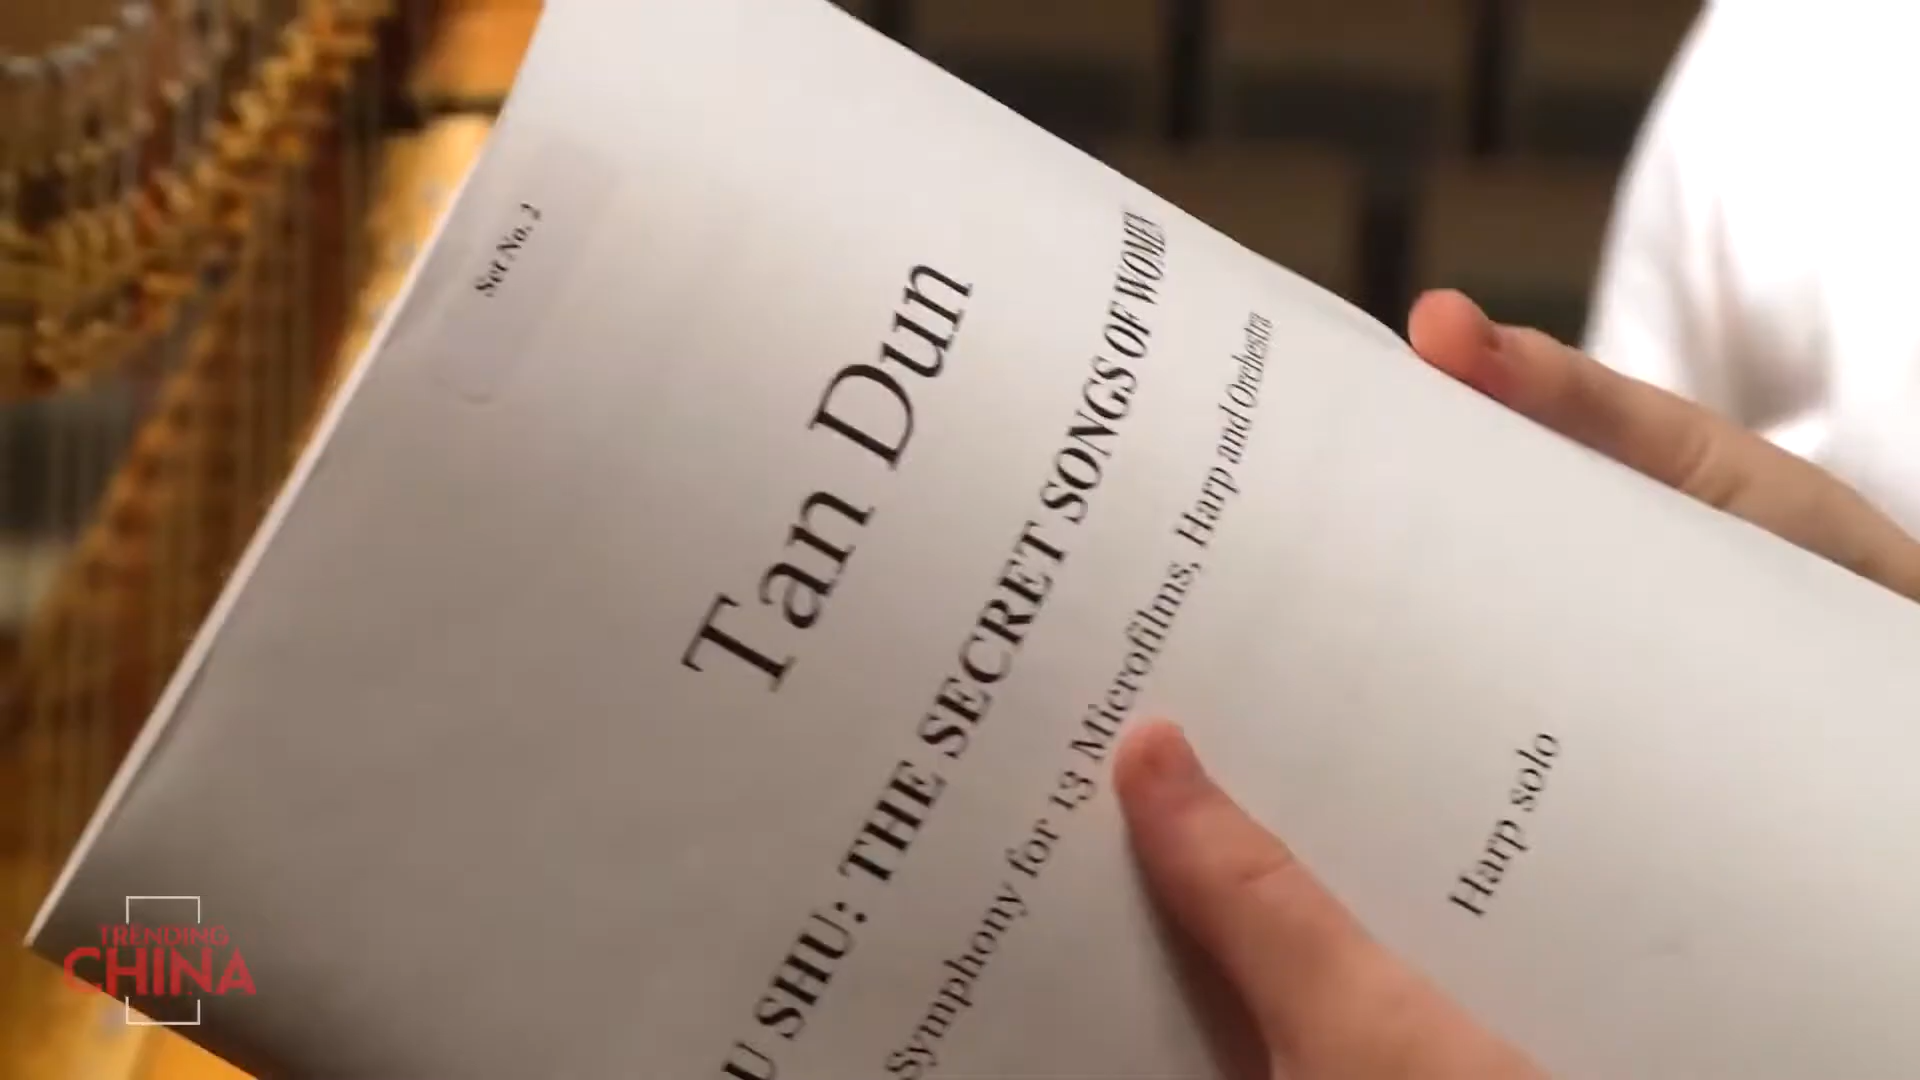 Set No. 2
Tan Dun
U SHU: THE SECRET SONGS OF WOMEN
Symphony for 13 Microfilms, Harp and Orchestra
Harp solo
TRENDING
CHINA